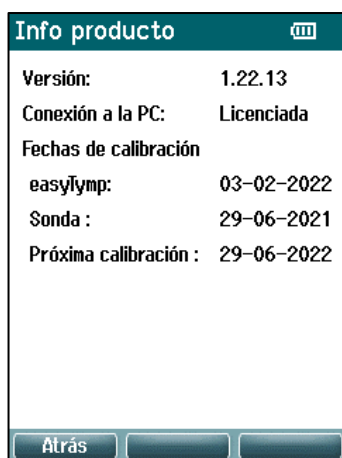 Info producto
Versión: 1.22.13
Conexión a la PC: Licenciada
Fechas de calibración
easyTymp: 03-02-2022
Sonda : 29-06-2021
Próxima calibración : 29-06-2022
Atrás